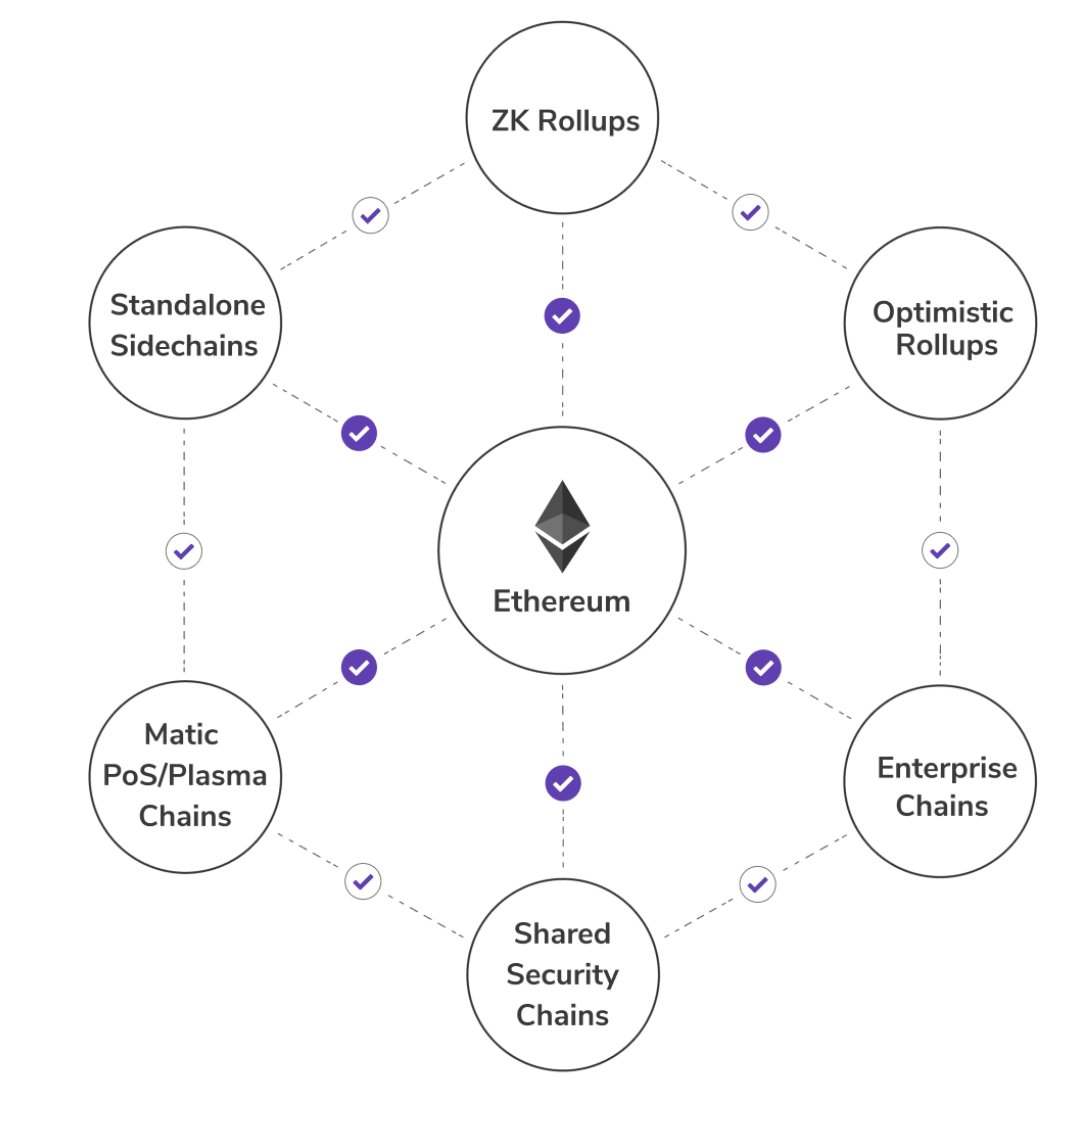 ZK Rollups
Standalone
Sidechains
Optimistic
Rollups
Ethereum
Matic
PoS/Plasma
Chains
Enterprise
Chains
Shared
Security
Chains